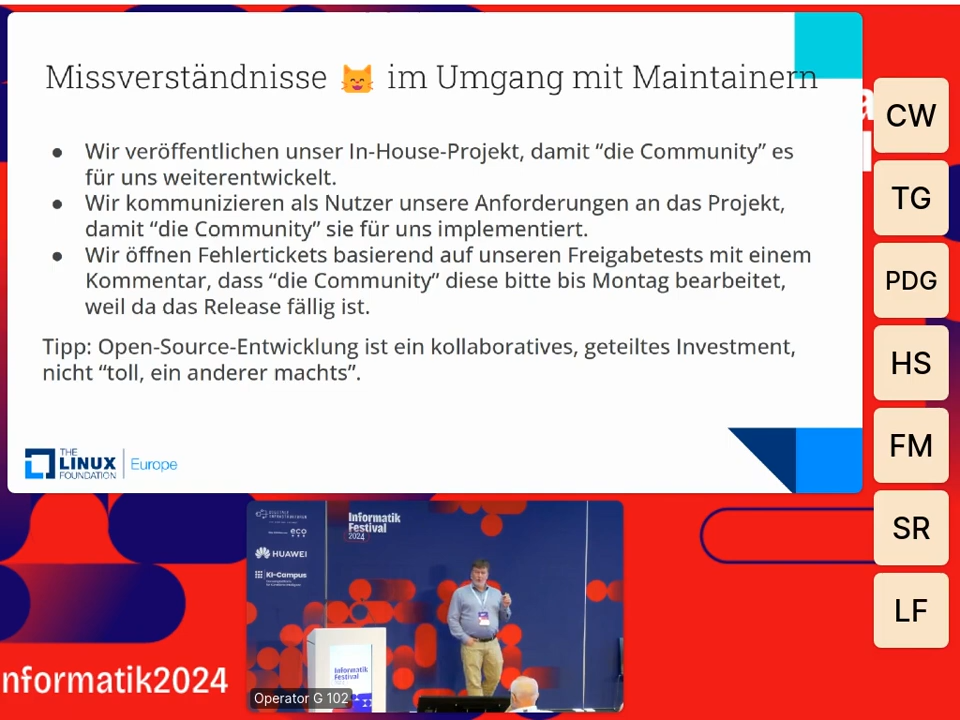 Missverständnisse 😸 im Umgang mit Maintainern
● Wir veröffentlichen unser In-House-Projekt, damit “die Community” es
für uns weiterentwickelt.
● Wir kommunizieren als Nutzer unsere Anforderungen an das Projekt,
damit “die Community” sie für uns implementiert.
● Wir öffnen Fehlertickets basierend auf unseren Freigabetests mit einem
Kommentar, dass “die Community” diese bitte bis Montag bearbeitet,
weil da das Release fällig ist.
Tipp: Open-Source-Entwicklung ist ein kollaboratives, geteiltes Investment,
nicht “toll, ein anderer machts”.
THE
LINUX
FOUNDATION
Europe
CW
TG
PDG
HS
FM
SR
LF
eco
HUAWEI
KI-Campus
Informatik
Festival
2024
Informatik
Festival
Operator G 102
nformatik2024